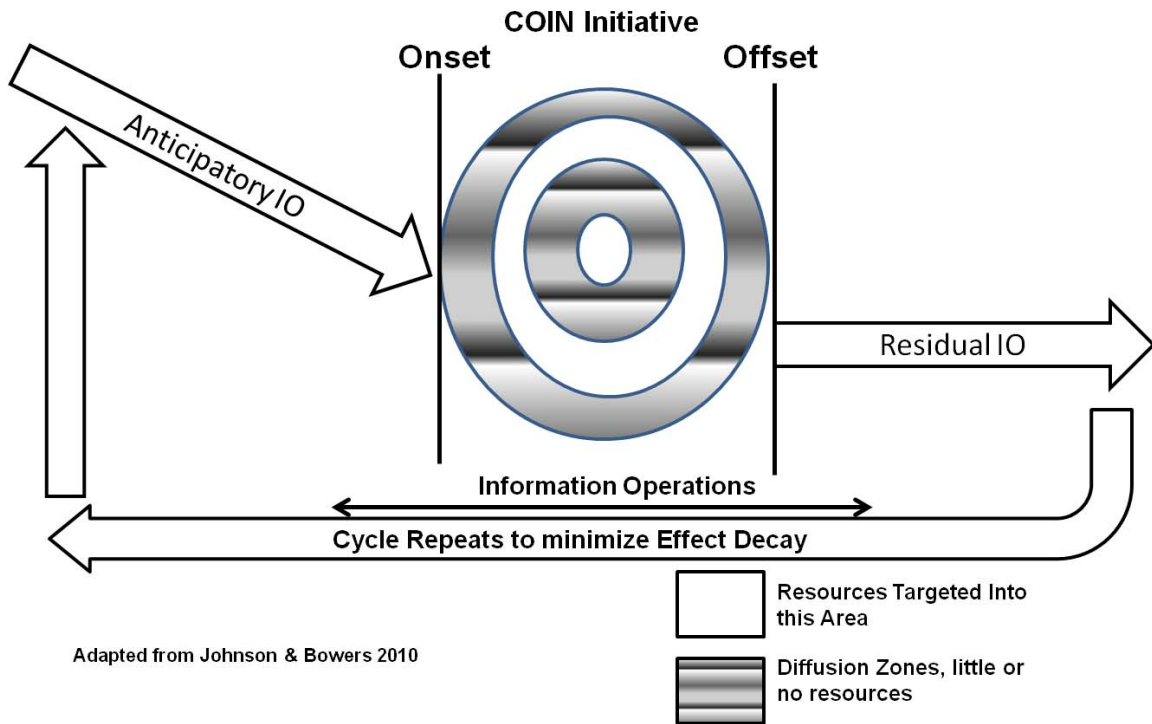 COIN Initiative
Onset
Offset
Anticipatory IO
Residual IO
Information Operations
Cycle Repeats to minimize Effect Decay
Resources Targeted Into
this Area
Adapted from Johnson & Bowers 2010
Diffusion Zones, little or
no resources